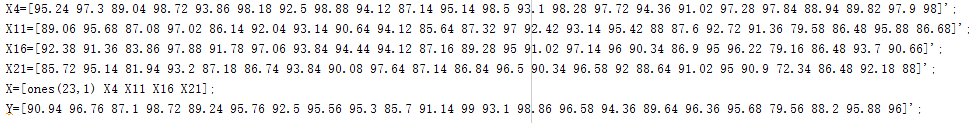 X4=[95.24 97.3 89.04 98.72 93.86 98.18 92.5 98.88 94.12 87.14 95.14 98.5 93.1 98.28 97.72 94.36 91.02 97.28 97.84 88.94 89.82 97.9 98]';
X11=[89.06 95.68 87.08 97.02 86.14 92.04 93.14 90.64 94.12 85.64 87.32 97 92.42 93.14 95.42 88 87.6 92.72 91.36 79.58 86.48 95.88 86.68]';
X16=[92.38 91.36 83.86 97.88 91.78 97.06 93.84 94.44 94.12 87.16 89.28 95 91.02 97.14 96 90.34 86.9 95 96.22 79.16 86.48 93.7 90.66]';
X21=[85.72 95.14 81.94 93.2 87.18 86.74 93.84 90.08 97.64 87.14 86.84 96.5 90.34 96.58 92 88.64 91.02 95 90.9 72.34 86.48 92.18 88]';
X=[ones(23,1) X4 X11 X16 X21];
Y=[90.94 96.76 87.1 98.72 89.24 95.76 92.5 95.56 95.3 85.7 91.14 99 93.1 98.86 96.58 94.36 89.64 96.36 95.68 79.56 88.2 95.88 96]';